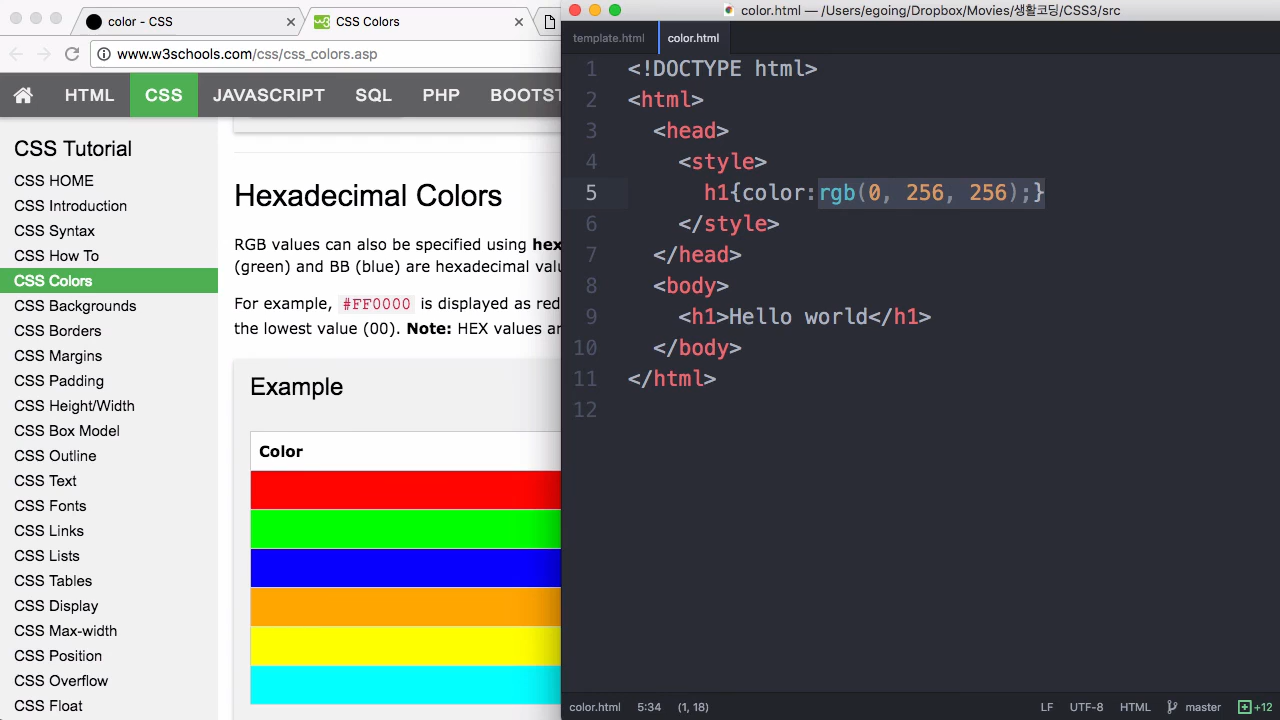 color - CSS
CSS Colors
www.w3schools.com/css/css_colors.asp
HTML CSS JAVASCRIPT SQL PHP BOOTST
CSS Tutorial
CSS HOME
CSS Introduction
CSS Syntax
CSS How To
CSS Colors
CSS Backgrounds
CSS Borders
CSS Margins
CSS Padding
CSS Height/Width
CSS Box Model
CSS Outline
CSS Text
CSS Fonts
CSS Links
CSS Lists
CSS Tables
CSS Display
CSS Max-width
CSS Position
CSS Overflow
CSS Float
Hexadecimal Colors
RGB values can also be specified using hex
(green) and BB (blue) are hexadecimal valu
For example, #FF0000 is displayed as red
the lowest value (00). Note: HEX values ar
Example
Color
color.html — /Users/egoing/Dropbox/Movies/생활코딩/CSS3/src
template.html
color.html
1 <!DOCTYPE html>
2 <html>
3 <head>
4 <style>
5 h1{color:rgb(0, 256, 256);}
6 </style>
7 </head>
8 <body>
9 <h1>Hello world</h1>
10 </body>
11 </html>
12
color.html 5:34 (1, 18) LF UTF-8 HTML master +12